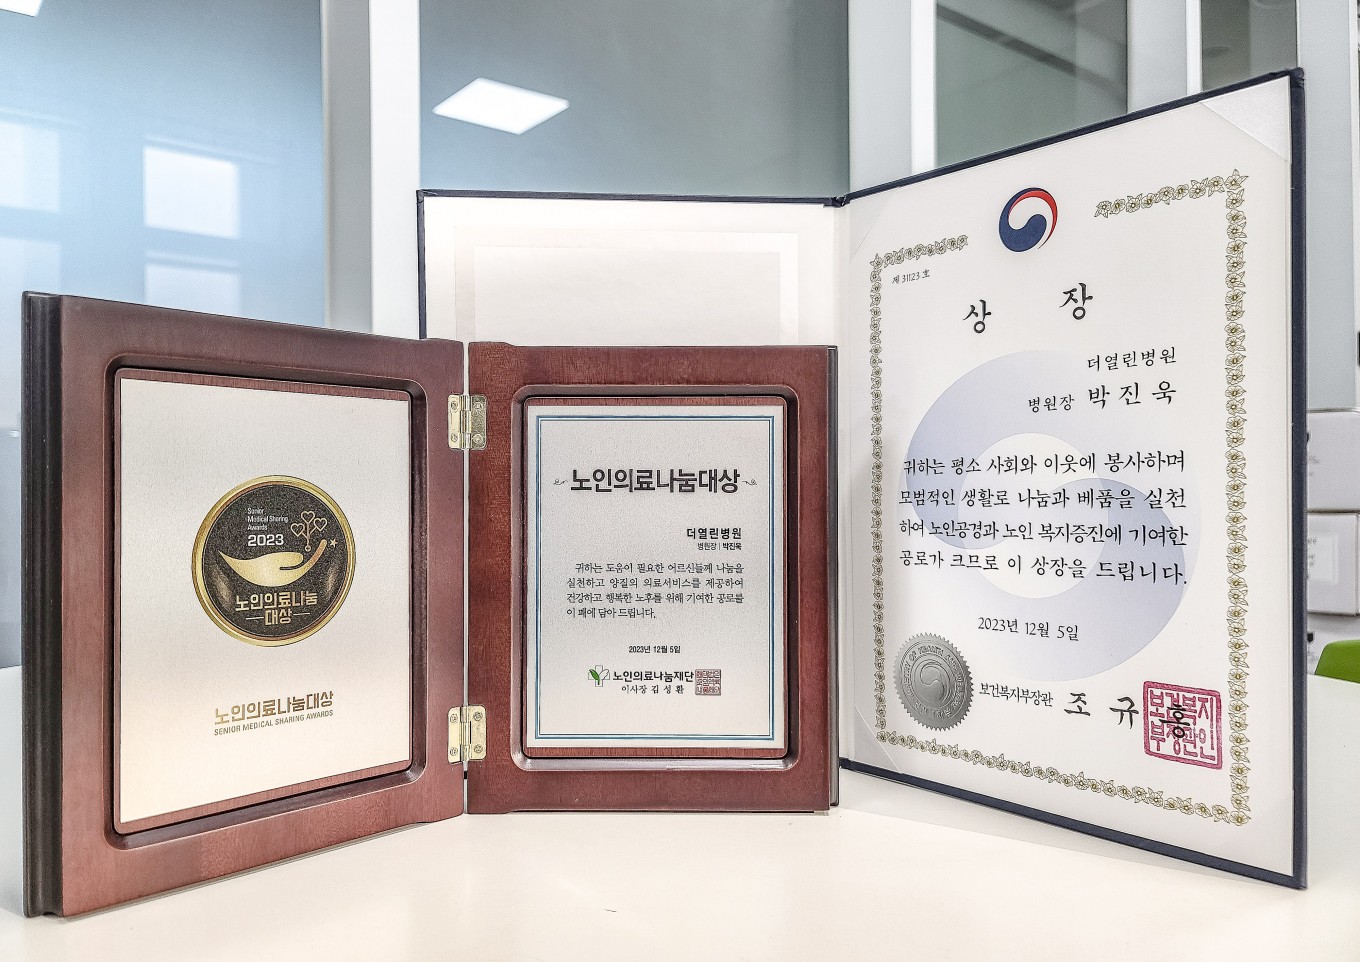 Senior
Medical Sharing
Awards
2023
노인의료나눔
대상
노인의료나눔대상
SENIOR MEDICAL SHARING AWARDS
노인의료나눔대상
더열린병원
병원장 | 박진욱
귀하는 도움이 필요한 어르신들께 나눔을
실천하고 양질의 의료서비스를 제공하여
건강하고 행복한 노후를 위해 기여한 공로를
이 패에 담아 드립니다.
2023년 12월 5일
노인의료나눔재단
이사장 김성환
제 31123 호
상 장
더열린병원
병원장 박진욱
귀하는 평소 사회와 이웃에 봉사하며
모범적인 생활로 나눔과 베품을 실천
하여 노인공경과 노인 복지증진에 기여한
공로가 크므로 이 상장을 드립니다.
2023년 12월 5일
보건복지부장관 조 규 홍
보건복지
부장관인